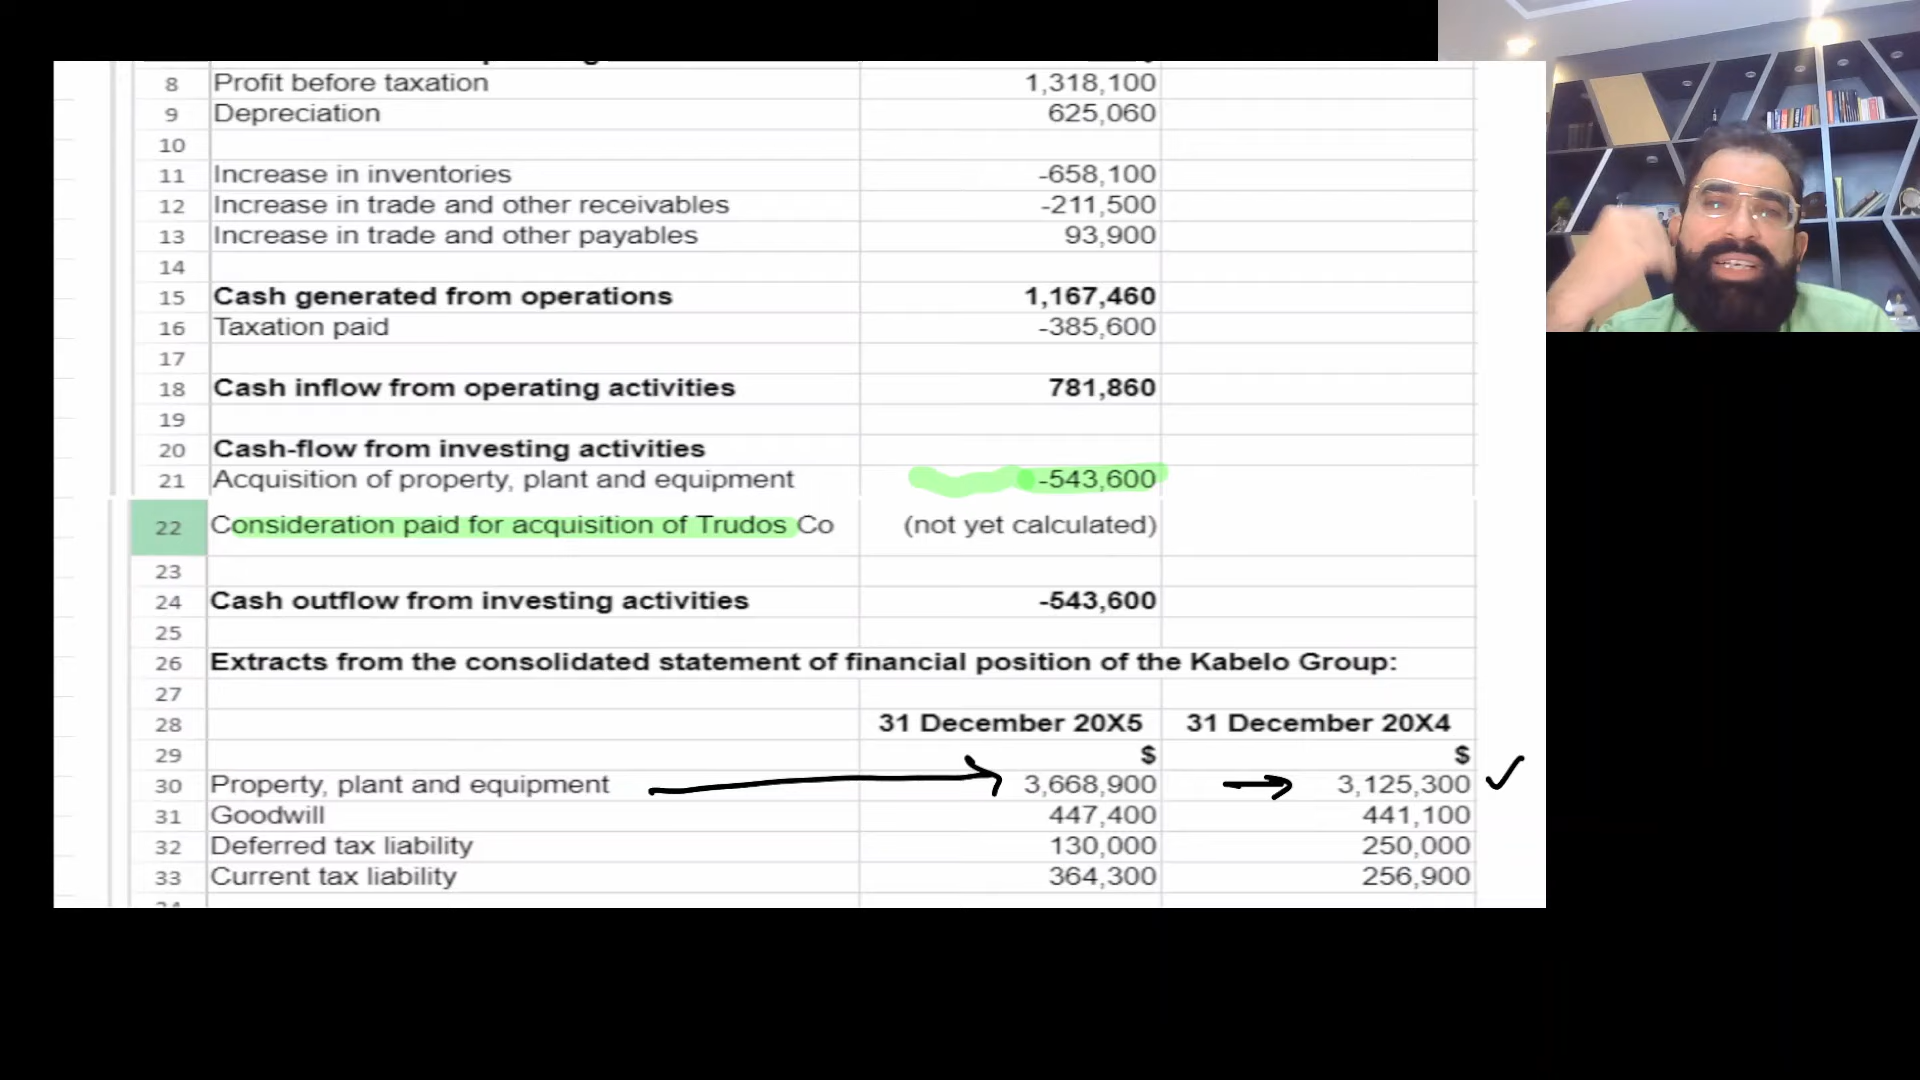 8 Profit before taxation 1,318,100
9 Depreciation 625,060
10
11 Increase in inventories -658,100
12 Increase in trade and other receivables -211,500
13 Increase in trade and other payables 93,900
14
15 Cash generated from operations 1,167,460
16 Taxation paid -385,600
17
18 Cash inflow from operating activities 781,860
19
20 Cash-flow from investing activities
21 Acquisition of property, plant and equipment -543,600
22 Consideration paid for acquisition of Trudos Co (not yet calculated)
23
24 Cash outflow from investing activities -543,600
25
26 Extracts from the consolidated statement of financial position of the Kabelo Group:
27
28 31 December 20X5 31 December 20X4
29 $ $
30 Property, plant and equipment 3,668,900 3,125,300
31 Goodwill 447,400 441,100
32 Deferred tax liability 130,000 250,000
33 Current tax liability 364,300 256,900